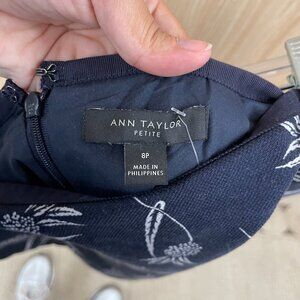 ANN TAYLOR
PETITE
8P
MADE IN
PHILIPPINES